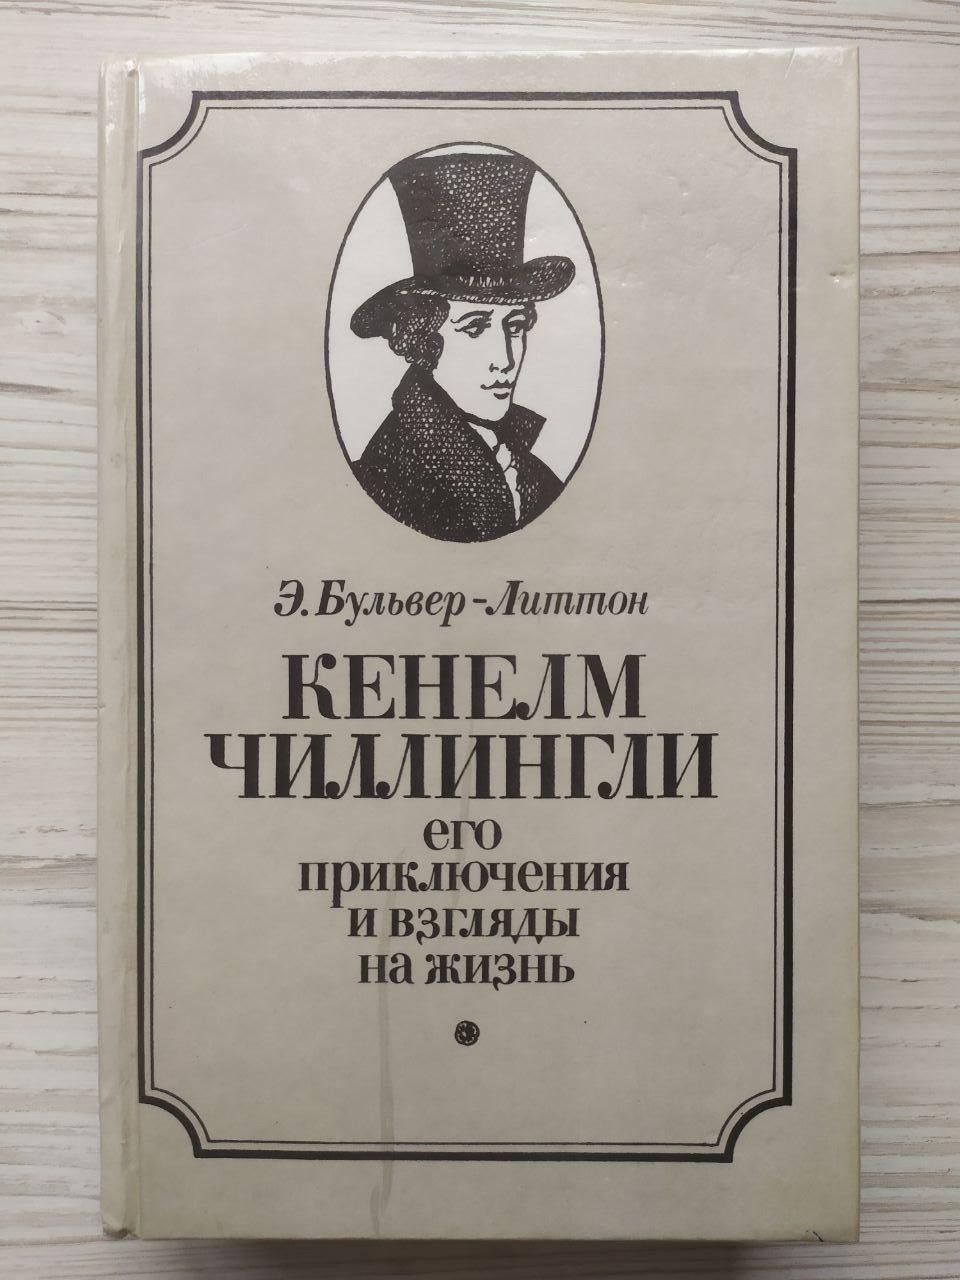 Э. Бульвер-Литтон
КЕНЕЛМ
ЧИЛЛИНГЛИ
его
приключения
и взгляды
на жизнь